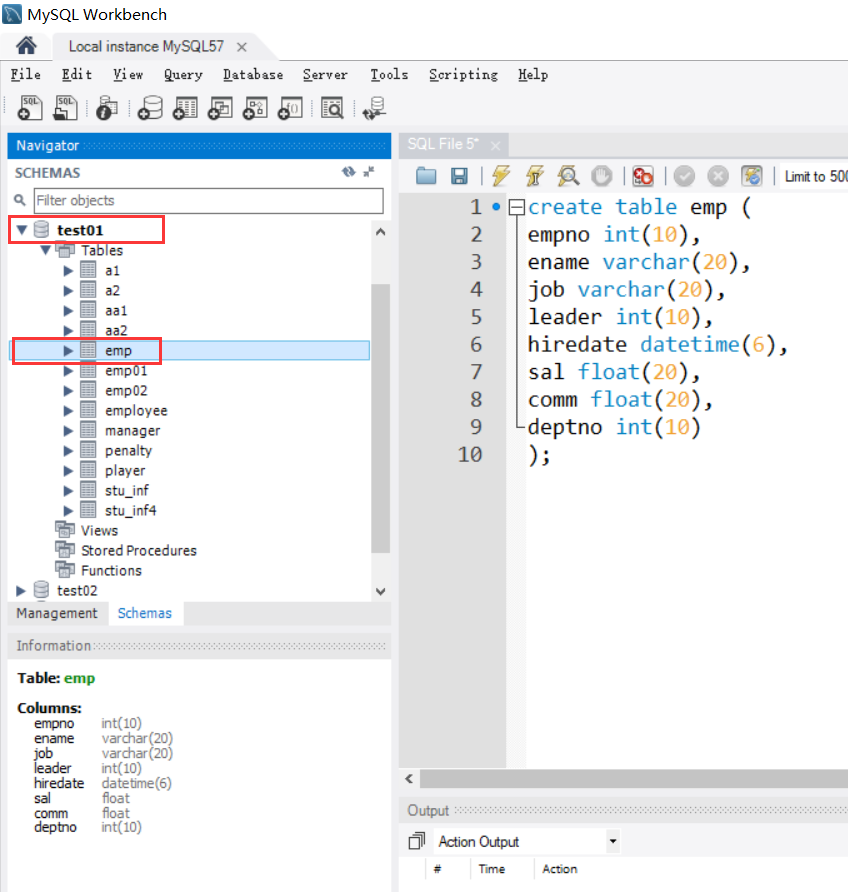 MySQL Workbench
Local instance MySQL57
File Edit View Query Database Server Tools Scripting Help
Navigator
SCHEMAS
Filter objects
test01
Tables
a1
a2
aa1
aa2
emp
emp01
emp02
employee
manager
penalty
player
stu_inf
stu_inf4
Views
Stored Procedures
Functions
test02
Management Schemas
Information
Table: emp
Columns:
empno int(10)
ename varchar(20)
job varchar(20)
leader int(10)
hiredate datetime(6)
sal float
comm float
deptno int(10)
SQL File 5*
Limit to 500
1 create table emp (
2 empno int(10),
3 ename varchar(20),
4 job varchar(20),
5 leader int(10),
6 hiredate datetime(6),
7 sal float(20),
8 comm float(20),
9 deptno int(10)
10 );
Output
Action Output
# Time Action